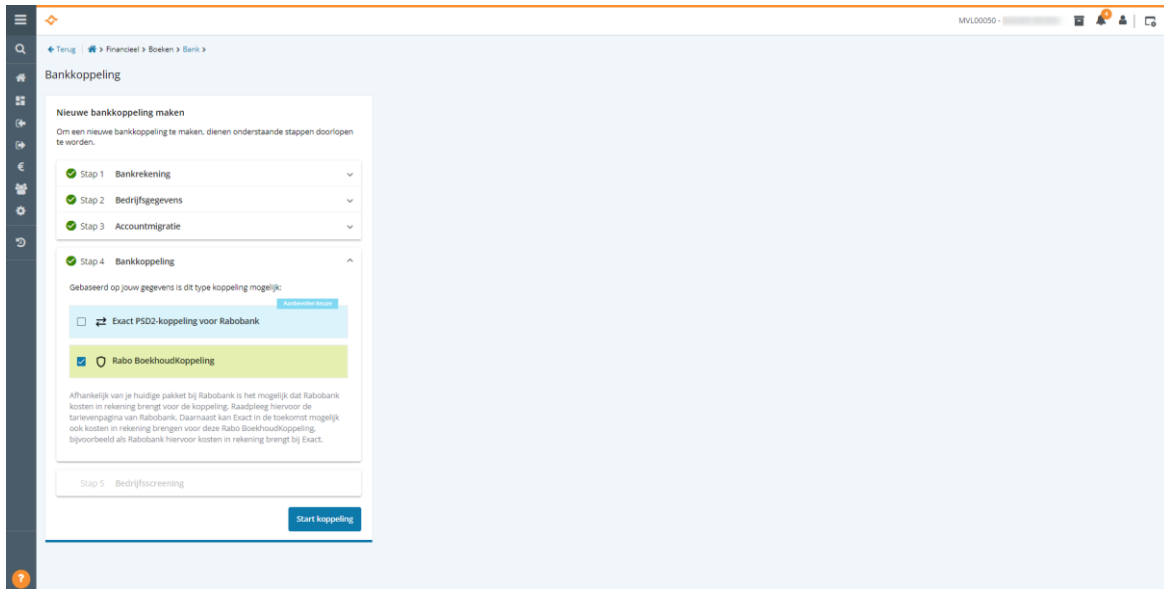 MVL00050 -
4
Terug
> Financieel > Boeken > Bank >
Bankkoppeling
Nieuwe bankkoppeling maken
Om een nieuwe bankkoppeling te maken, dienen onderstaande stappen doorlopen
te worden.
Stap 1 Bankrekening
Stap 2 Bedrijfsgegevens
Stap 3 Accountmigratie
Stap 4 Bankkoppeling
Gebaseerd op jouw gegevens is dit type koppeling mogelijk:
Aanbevolen keuze
Exact PSD2-koppeling voor Rabobank
Rabo BoekhoudKoppeling
Afhankelijk van je huidige pakket bij Rabobank is het mogelijk dat Rabobank
kosten in rekening brengt voor de koppeling. Raadpleeg hiervoor de
tarievenpagina van Rabobank. Daarnaast kan Exact in de toekomst mogelijk
ook kosten in rekening brengen voor deze Rabo BoekhoudKoppeling,
bijvoorbeeld als Rabobank hiervoor kosten in rekening brengt bij Exact.
Stap 5 Bedrijfsscreening
Start koppeling
?